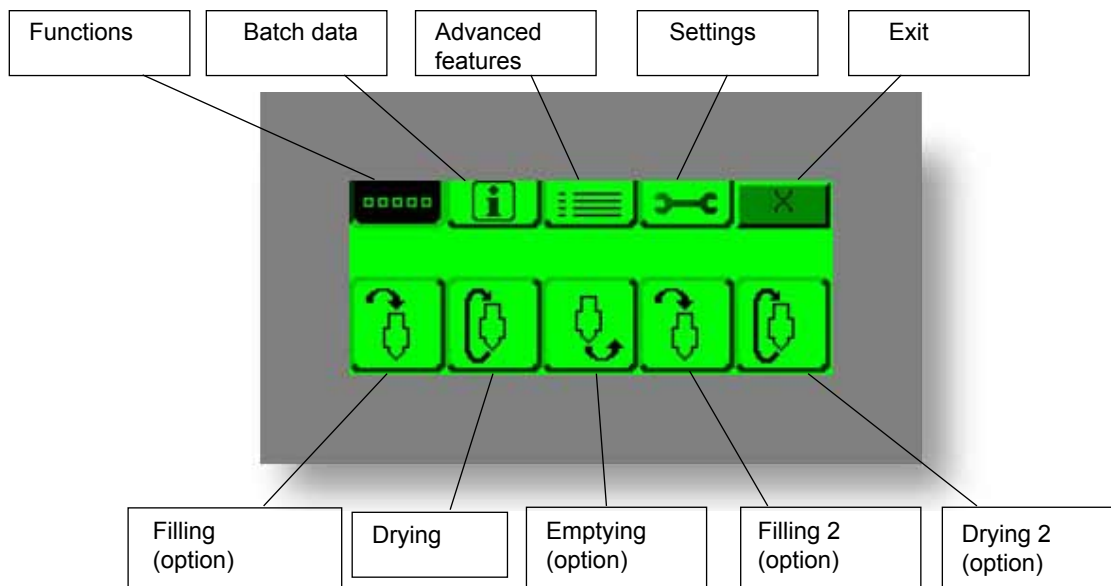 Functions
Batch data
Advanced
features
Settings
Exit
Filling
(option)
Drying
Emptying
(option)
Filling 2
(option)
Drying 2
(option)